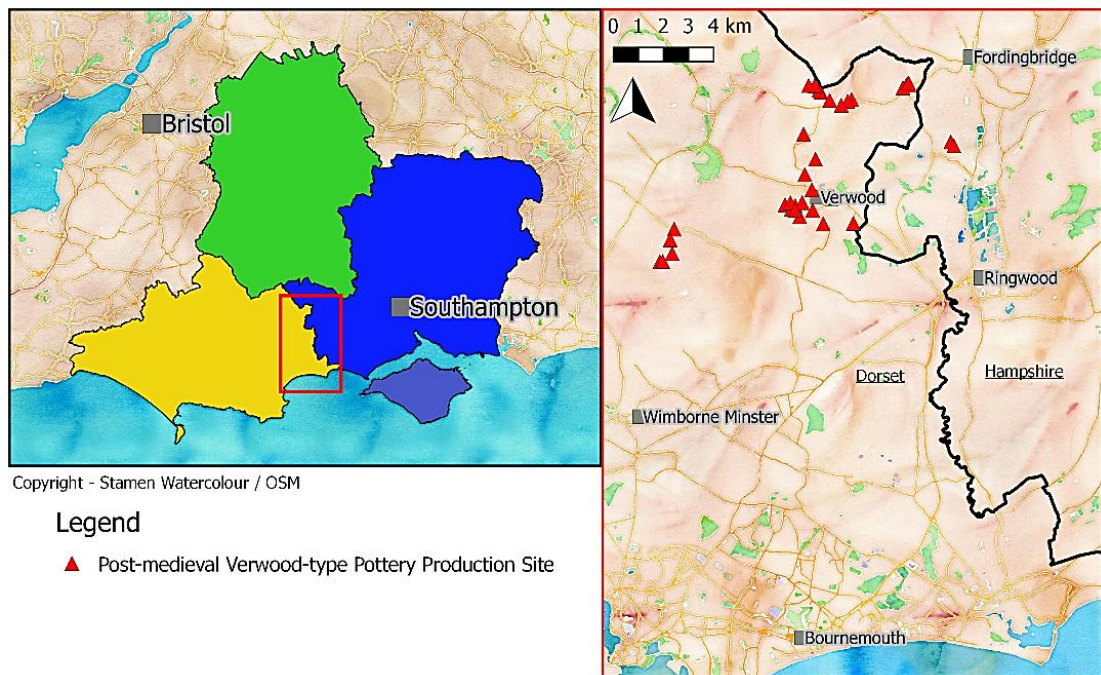 Bristol
Southampton
Copyright - Stamen Watercolour / OSM
Legend
Post-medieval Verwood-type Pottery Production Site
0 1 2 3 4 km
Fordingbridge
Verwood
Ringwood
Dorset
Hampshire
Wimborne Minster
Bournemouth